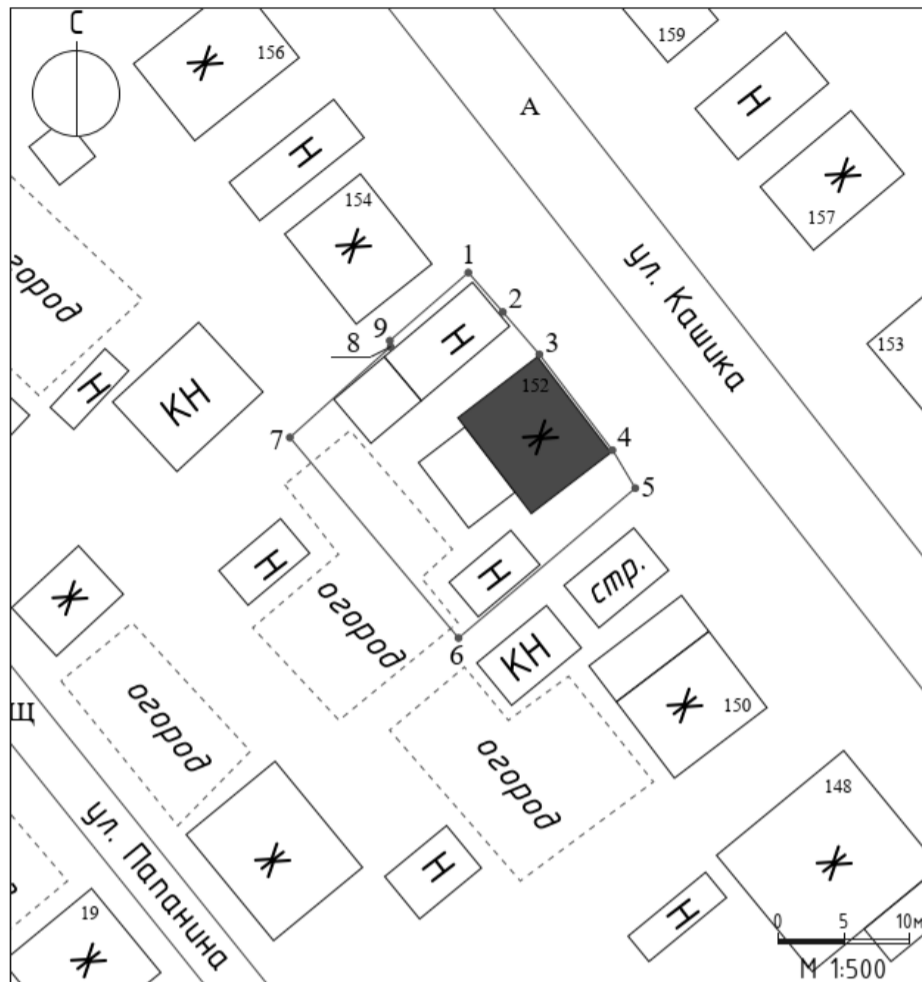 С
156
159
А
Н
Н
154
Ж
Ж
157
ул. Кашика
город
Ж
1
2
9
8
3
Н
153
152
Н
КН
Ж
7
4
5
Н
Н
стр.
Ж
огород
6
КН
150
Ж
Щ
огород
огород
148
ул. Папанина
Ж
Н
Ж
19
Н
Ж
0 5 10м
М 1:500